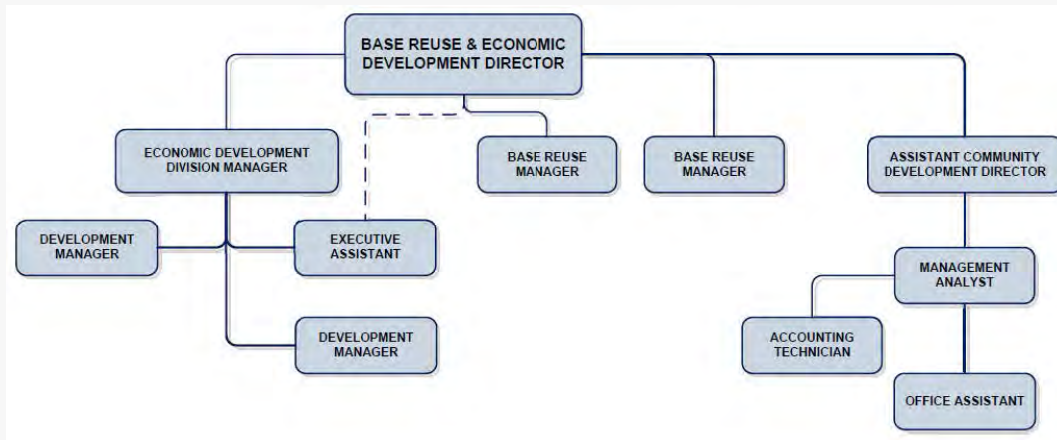 BASE REUSE & ECONOMIC
DEVELOPMENT DIRECTOR
ECONOMIC DEVELOPMENT
DIVISION MANAGER
BASE REUSE
MANAGER
BASE REUSE
MANAGER
ASSISTANT COMMUNITY
DEVELOPMENT DIRECTOR
DEVELOPMENT
MANAGER
EXECUTIVE
ASSISTANT
MANAGEMENT
ANALYST
DEVELOPMENT
MANAGER
ACCOUNTING
TECHNICIAN
OFFICE ASSISTANT